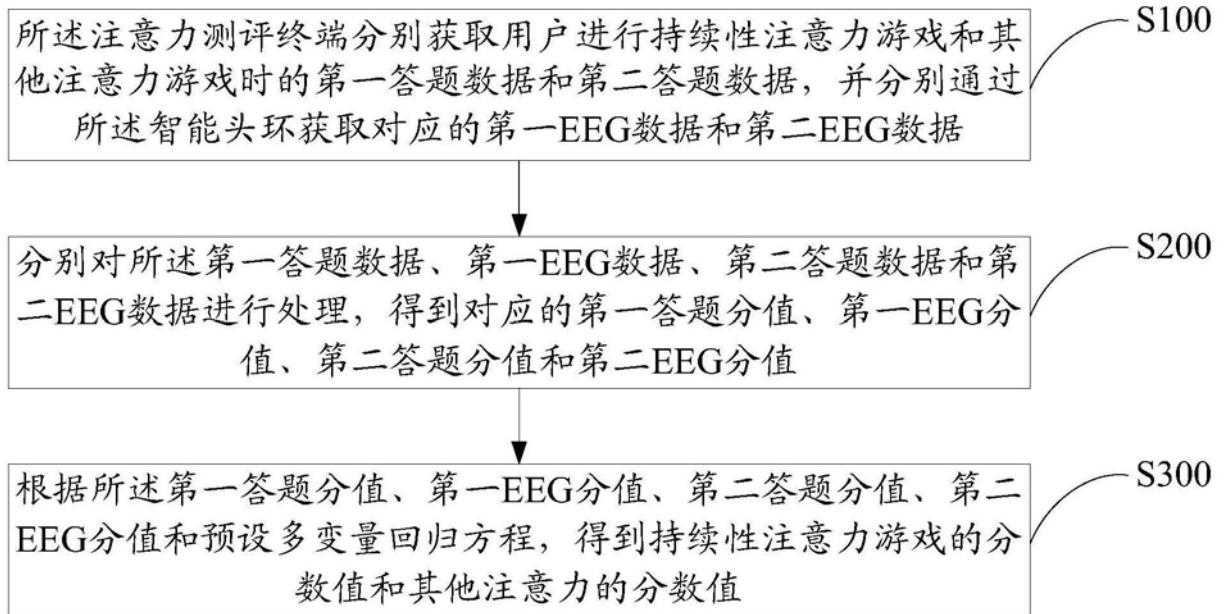 所述注意力测评终端分别获取用户进行持续性注意力游戏和其
他注意力游戏时的第一答题数据和第二答题数据，并分别通过
所述智能头环获取对应的第一EEG数据和第二EEG数据
S100
分别对所述第一答题数据、第一EEG数据、第二答题数据和第
二EEG数据进行处理，得到对应的第一答题分值、第一EEG分
值、第二答题分值和第二EEG分值
S200
根据所述第一答题分值、第一EEG分值、第二答题分值、第二
EEG分值和预设多变量回归方程，得到持续性注意力游戏的分
数值和其他注意力的分数值
S300